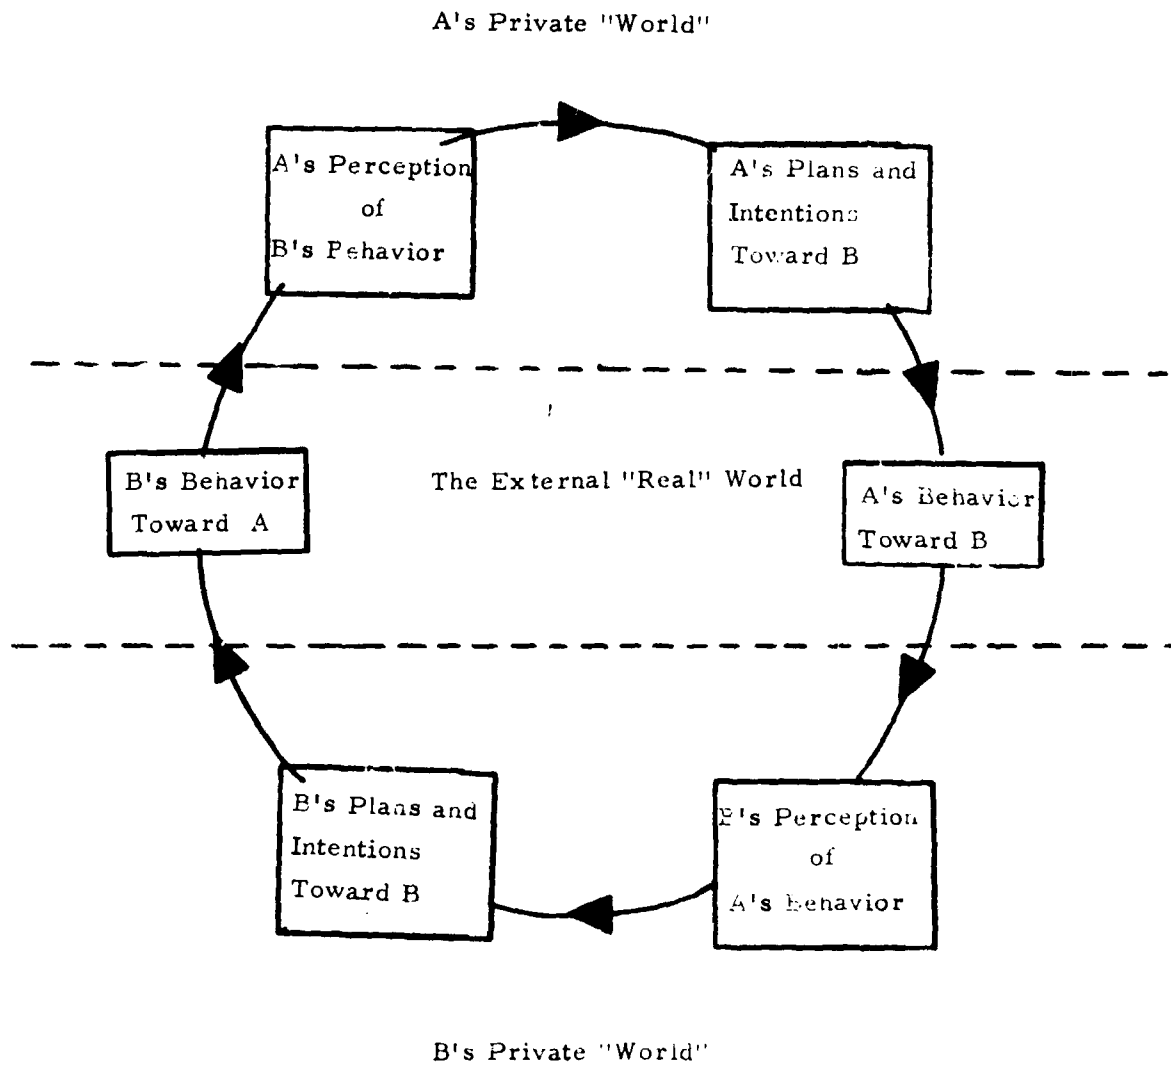 A's Private "World"
A's Perception
of
B's Pehavior
A's Plans and
Intentions
Toward B
B's Behavior
Toward A
The External "Real" World
A's Behavior
Toward B
B's Plans and
Intentions
Toward B
B's Perception
of
A's Behavior
B's Private "World"